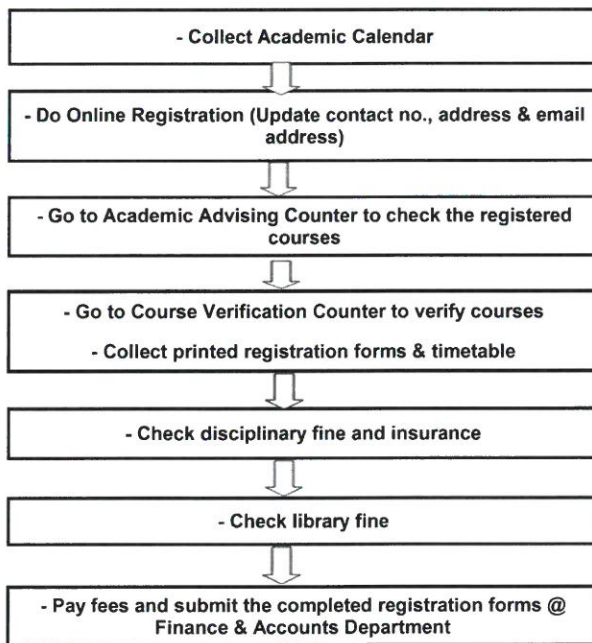 - Collect Academic Calendar
- Do Online Registration (Update contact no., address & email
address)
- Go to Academic Advising Counter to check the registered
courses
- Go to Course Verification Counter to verify courses
- Collect printed registration forms & timetable
- Check disciplinary fine and insurance
- Check library fine
- Pay fees and submit the completed registration forms @
Finance & Accounts Department